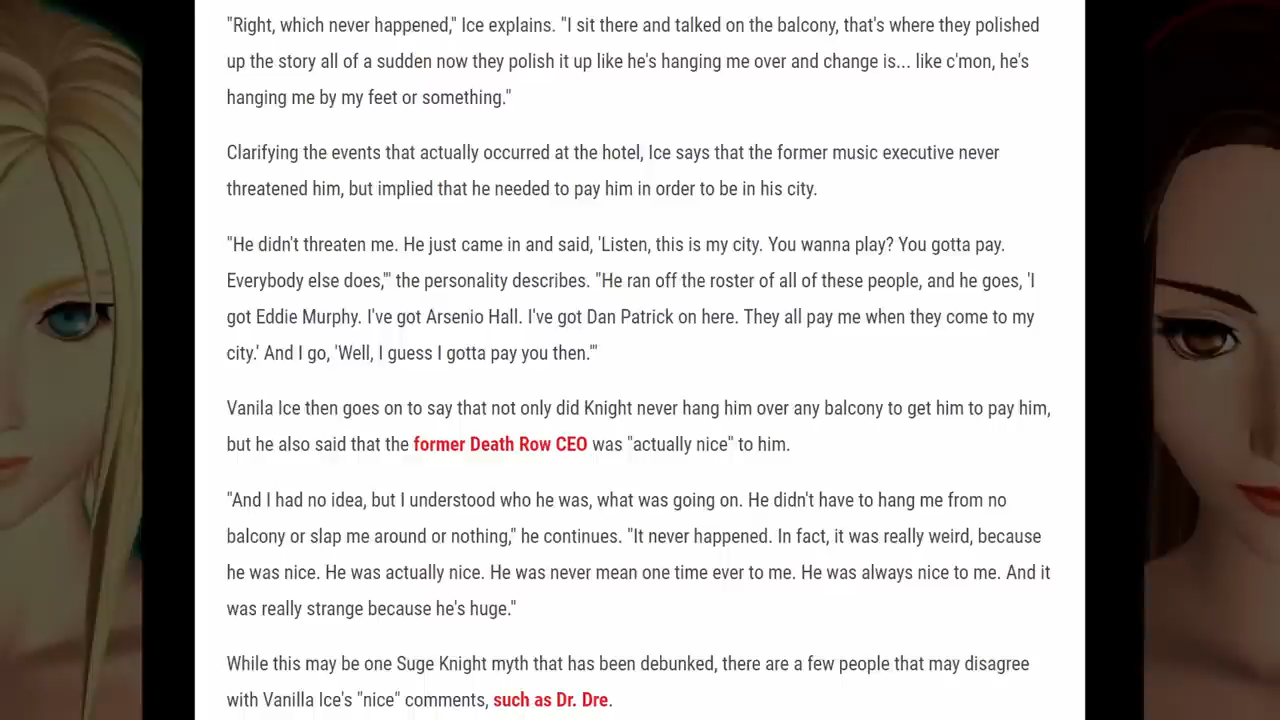 "Right, which never happened," Ice explains. "I sit there and talked on the balcony, that's where they polished
up the story all of a sudden now they polish it up like he's hanging me over and change is... like c'mon, he's
hanging me by my feet or something."
Clarifying the events that actually occurred at the hotel, Ice says that the former music executive never
threatened him, but implied that he needed to pay him in order to be in his city.
"He didn't threaten me. He just came in and said, 'Listen, this is my city. You wanna play? You gotta pay.
Everybody else does,'" the personality describes. "He ran off the roster of all of these people, and he goes, 'I
got Eddie Murphy. I've got Arsenio Hall. I've got Dan Patrick on here. They all pay me when they come to my
city.' And I go, 'Well, I guess I gotta pay you then.'"
Vanila Ice then goes on to say that not only did Knight never hang him over any balcony to get him to pay him,
but he also said that the former Death Row CEO was "actually nice" to him.
"And I had no idea, but I understood who he was, what was going on. He didn't have to hang me from no
balcony or slap me around or nothing," he continues. "It never happened. In fact, it was really weird, because
he was nice. He was actually nice. He was never mean one time ever to me. He was always nice to me. And it
was really strange because he's huge."
While this may be one Suge Knight myth that has been debunked, there are a few people that may disagree
with Vanilla Ice's "nice" comments, such as Dr. Dre.